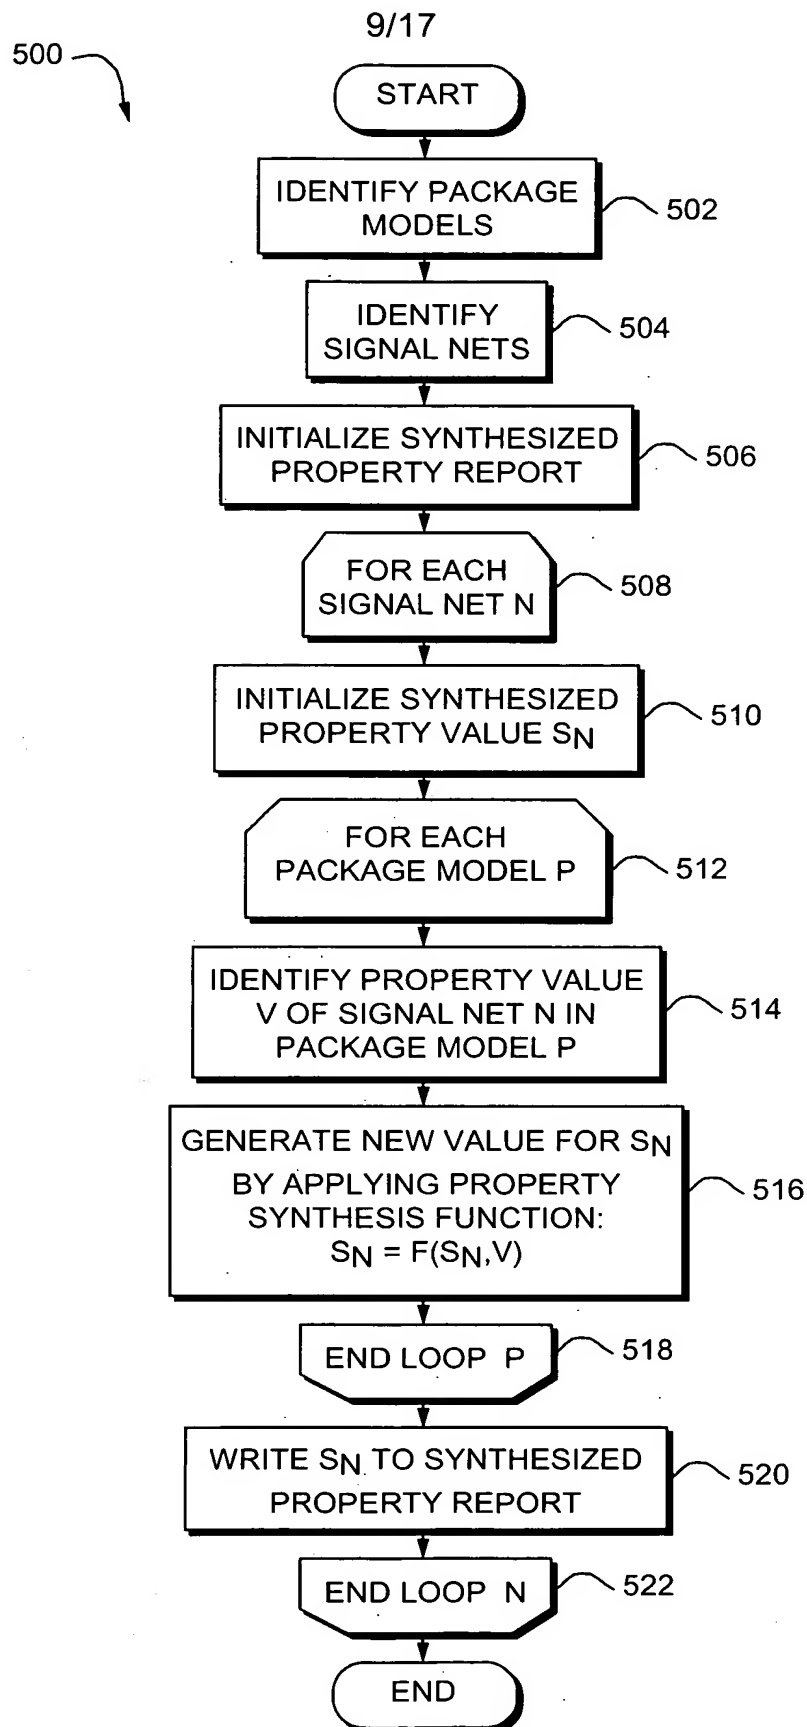 9/17
500
START
IDENTIFY PACKAGE
MODELS
502
IDENTIFY
SIGNAL NETS
504
INITIALIZE SYNTHESIZED
PROPERTY REPORT
506
FOR EACH
SIGNAL NET N
508
INITIALIZE SYNTHESIZED
PROPERTY VALUE SN
510
FOR EACH
PACKAGE MODEL P
512
IDENTIFY PROPERTY VALUE
V OF SIGNAL NET N IN
PACKAGE MODEL P
514
GENERATE NEW VALUE FOR SN
BY APPLYING PROPERTY
SYNTHESIS FUNCTION:
SN = F(SN,V)
516
END LOOP P
518
WRITE SN TO SYNTHESIZED
PROPERTY REPORT
520
END LOOP N
522
END